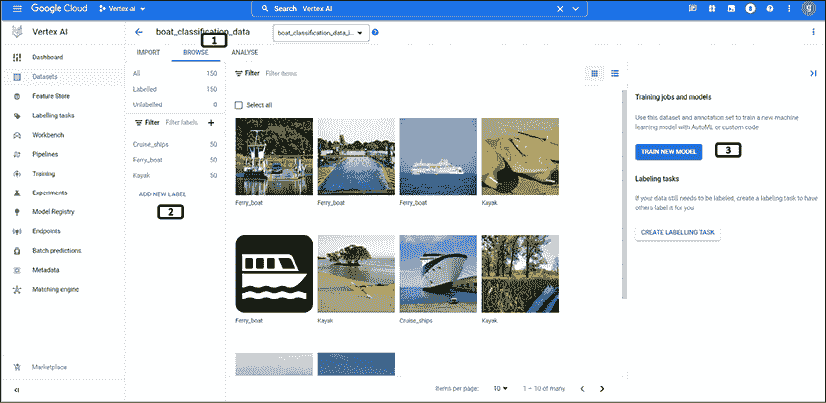 Google Cloud
Vertex ai
Search Vertex AI
g
Vertex AI
boat_classification_data
boat_classification_data_i...
1
IMPORT
BROWSE
ANALYSE
Dashboard
Datasets
Feature Store
Labelling tasks
Workbench
Pipelines
Training
Experiments
Model Registry
Endpoints
Batch predictions
Metadata
Matching engine
Marketplace
All 150
Labelled 150
Unlabelled 0
Filter Filter labels
Cruise_ships 50
Ferry_boat 50
Kayak 50
ADD NEW LABEL
2
Filter Filter items
Select all
Ferry_boat
Ferry_boat
Ferry_boat
Kayak
Ferry_boat
Kayak
Cruise_ships
Kayak
Items per page: 10 1 – 10 of many
Training jobs and models
Use this dataset and annotation set to train a new machine
learning model with AutoML or custom code
TRAIN NEW MODEL
3
Labeling tasks
If your data still needs to be labeled, create a labeling task to have
others label it for you
CREATE LABELLING TASK